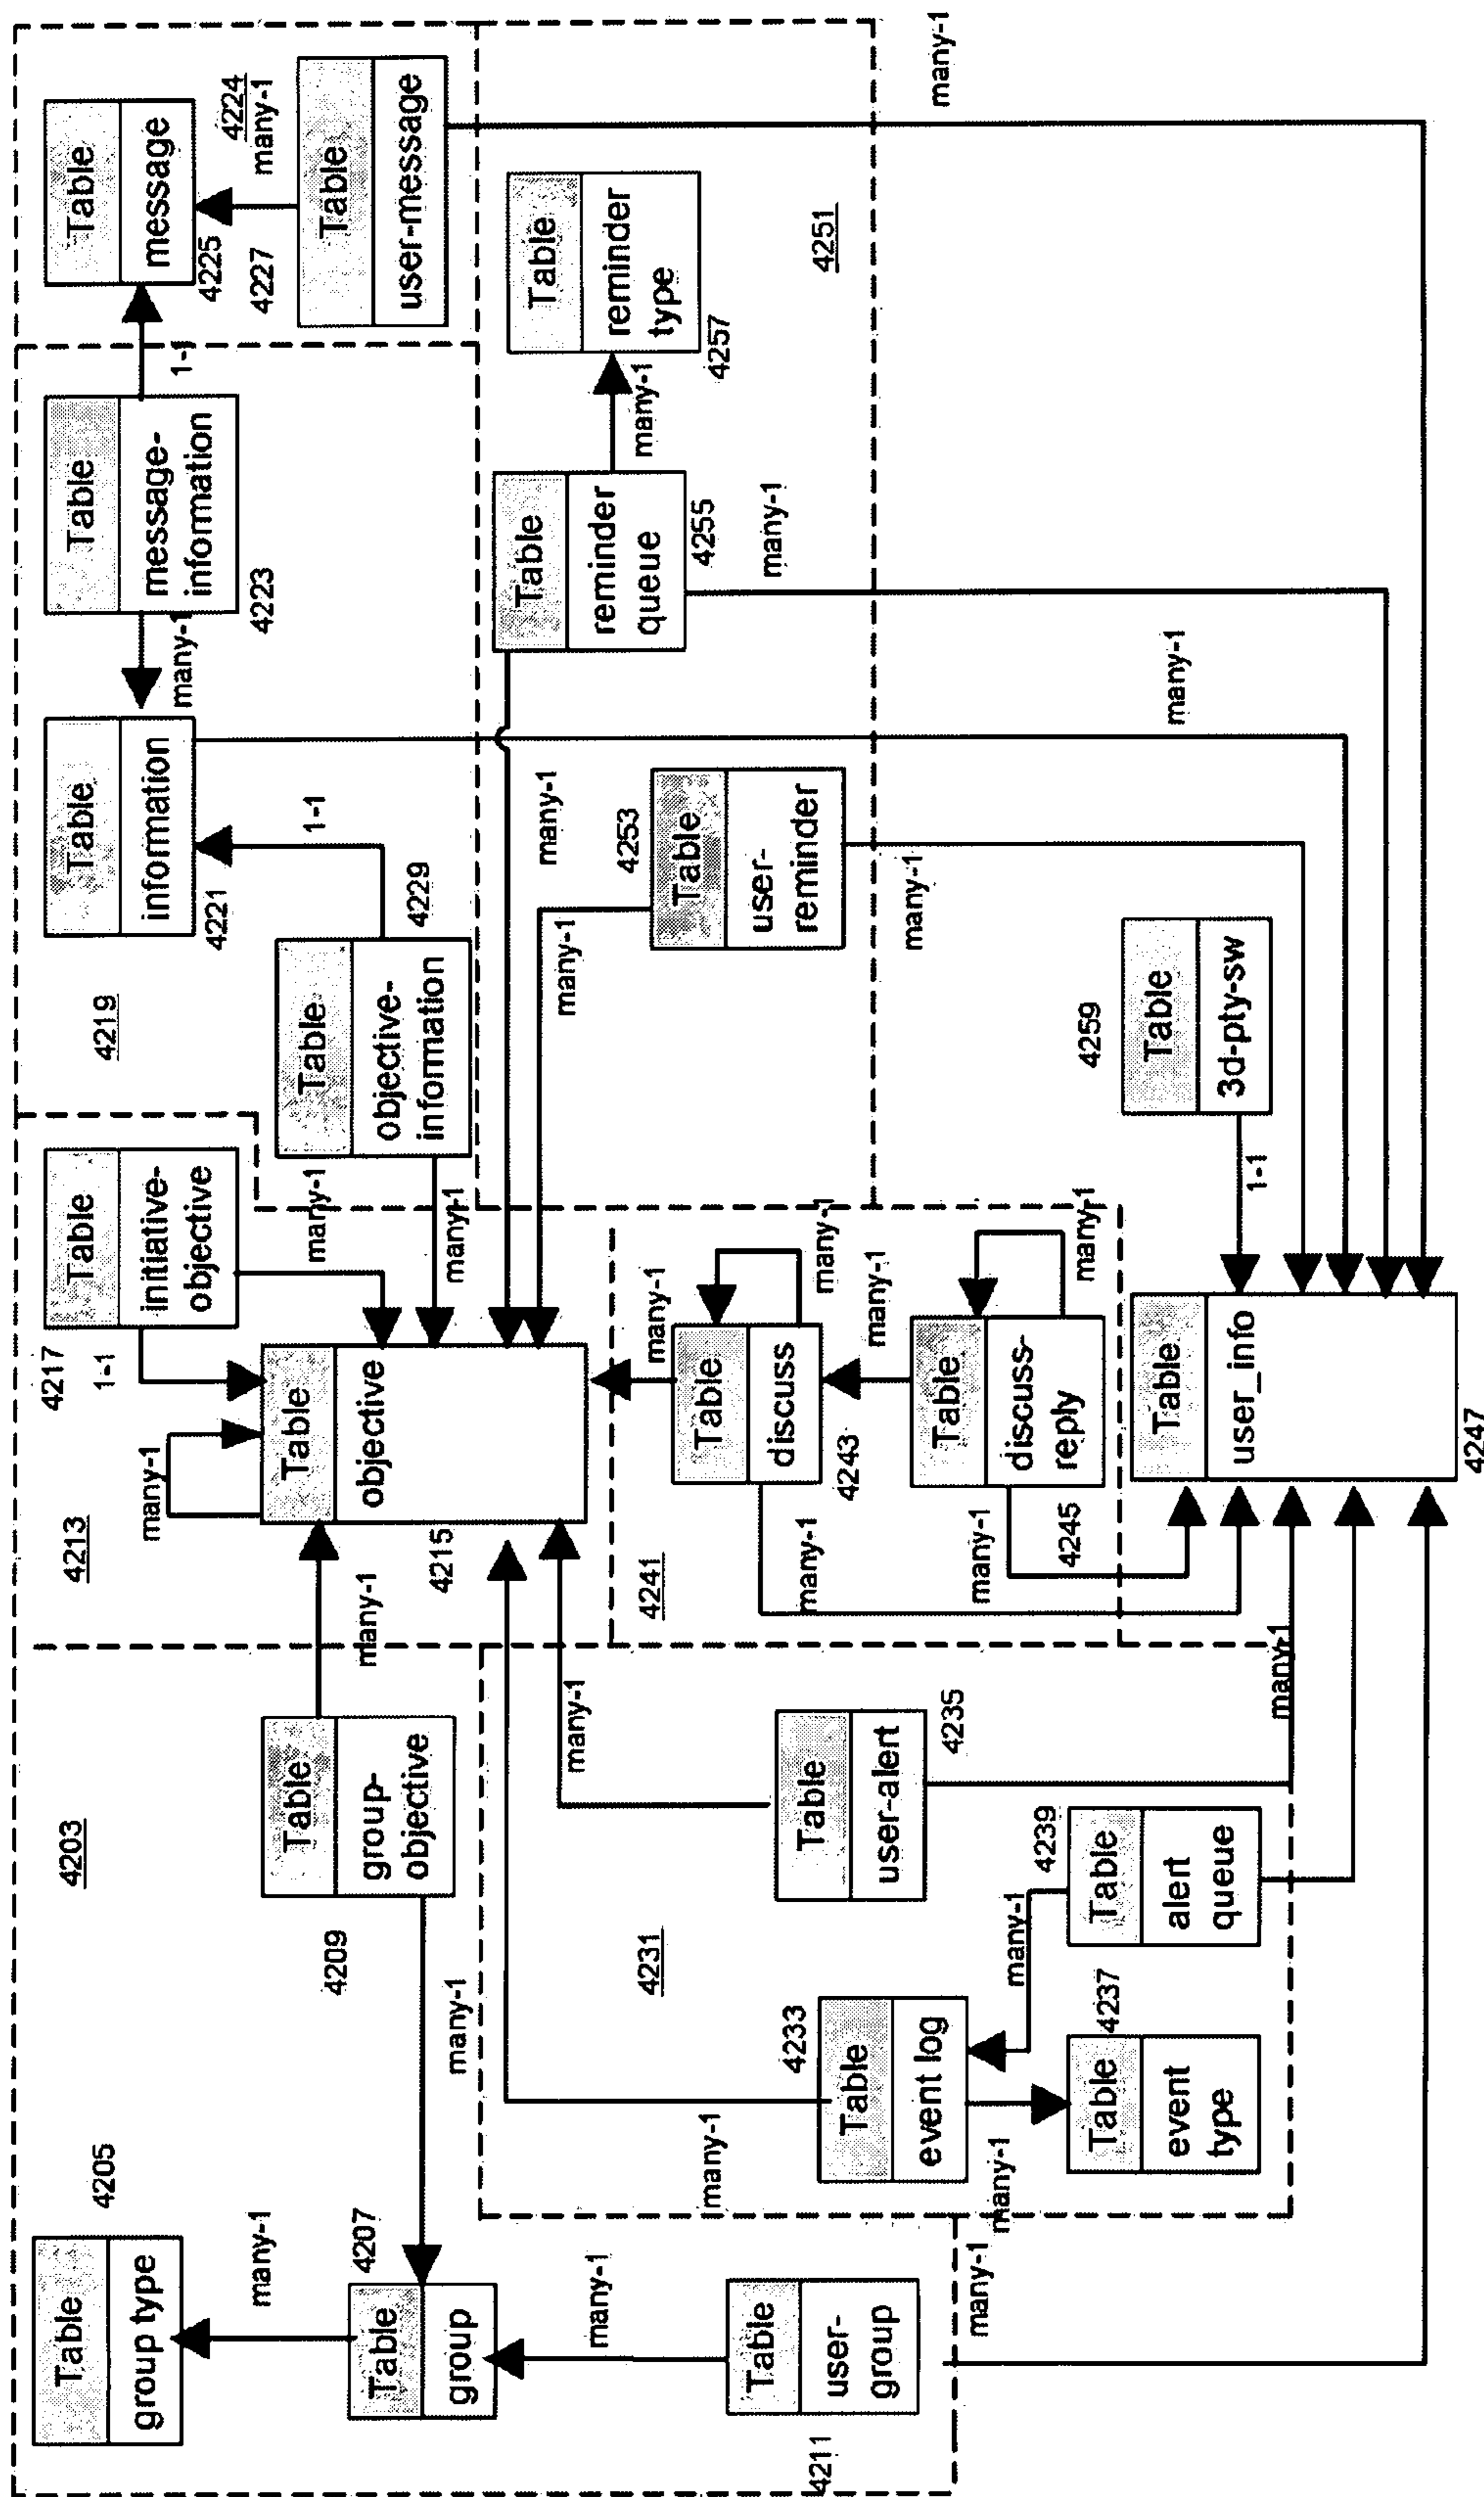 Table
group type
4205
many-1
4203
Table
group
4207
many-1
Table
user-
group
4211
many-1
Table
group-
objective
4209
many-1
many-1
4213
many-1
Table
objective
4215
Table
initiative-
objective
4217
1-1
many-1
4219
Table
information
4221
many-1
Table
message-
information
4223
many-1
1-1
Table
message
4225
4224
many-1
4227
Table
user-message
many-1
Table
objective-
information
4229
1-1
many-1
4231
Table
event log
4233
many-1
many-1
Table
event
type
4237
Table
alert
queue
4239
many-1
Table
user-alert
4235
many-1
many-1
4241
Table
discuss
4243
many-1
many-1
many-1
Table
discuss-
reply
4245
many-1
many-1
many-1
4251
Table
user-
reminder
4253
many-1
many-1
Table
reminder
queue
4255
many-1
many-1
many-1
Table
reminder
type
4257
Table
3d-pty-sw
4259
1-1
Table
user_info
4247